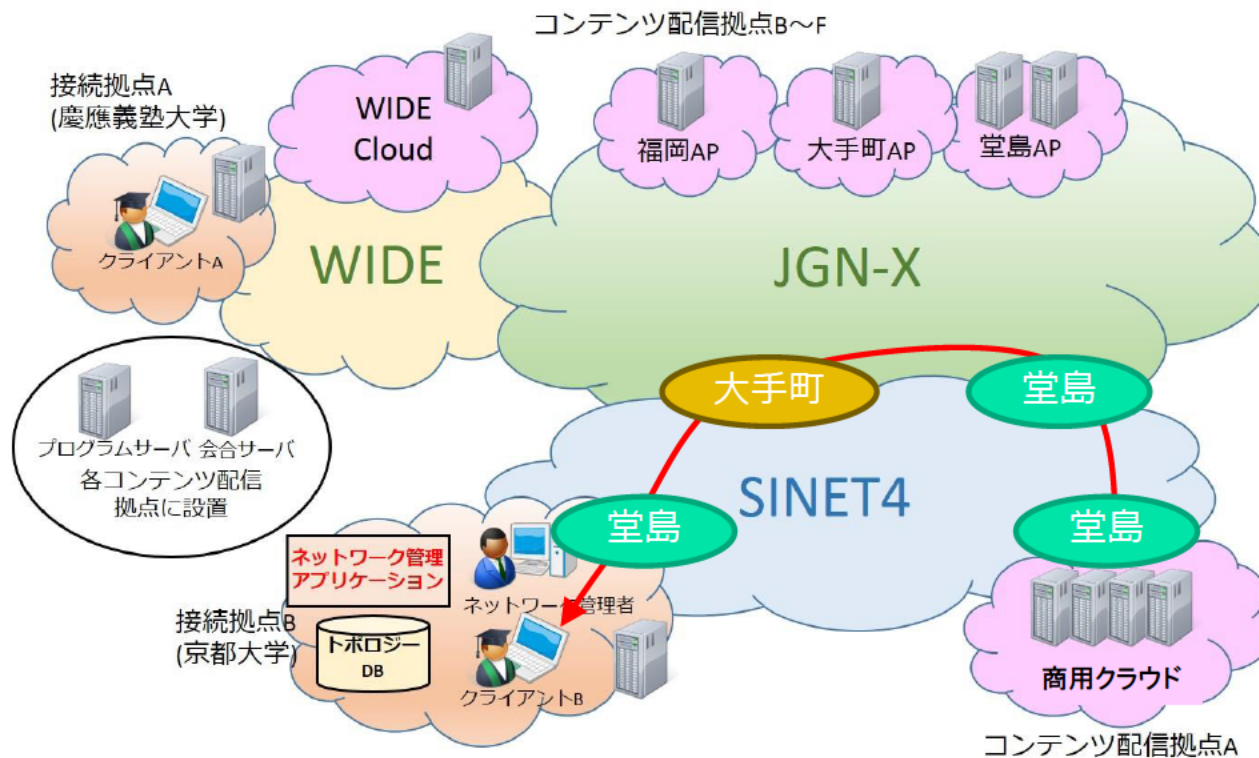 コンテンツ配信拠点B～F
接続拠点A
(慶應義塾大学)
WIDE
Cloud
福岡AP
大手町AP
堂島AP
クライアントA
WIDE
JGN-X
大手町
堂島
プログラムサーバ
会合サーバ
各コンテンツ配信
拠点に設置
SINET4
堂島
堂島
ネットワーク管理
アプリケーション
ネットワーク管理者
接続拠点B
(京都大学)
トポロジー
DB
クライアントB
商用クラウド
コンテンツ配信拠点A